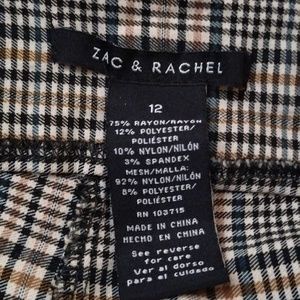 ZAC & RACHEL
12
75% RAYON/RAYÓN
12% POLYESTER/
POLIÉSTER
10% NYLON/NILÓN
3% SPANDEX
MESH/MALLA:
92% NYLON/NILÓN
8% POLYESTER/
POLIÉSTER
RN 103715
MADE IN CHINA
HECHO EN CHINA
See reverse
for care
Ver al dorso
para el cuidado